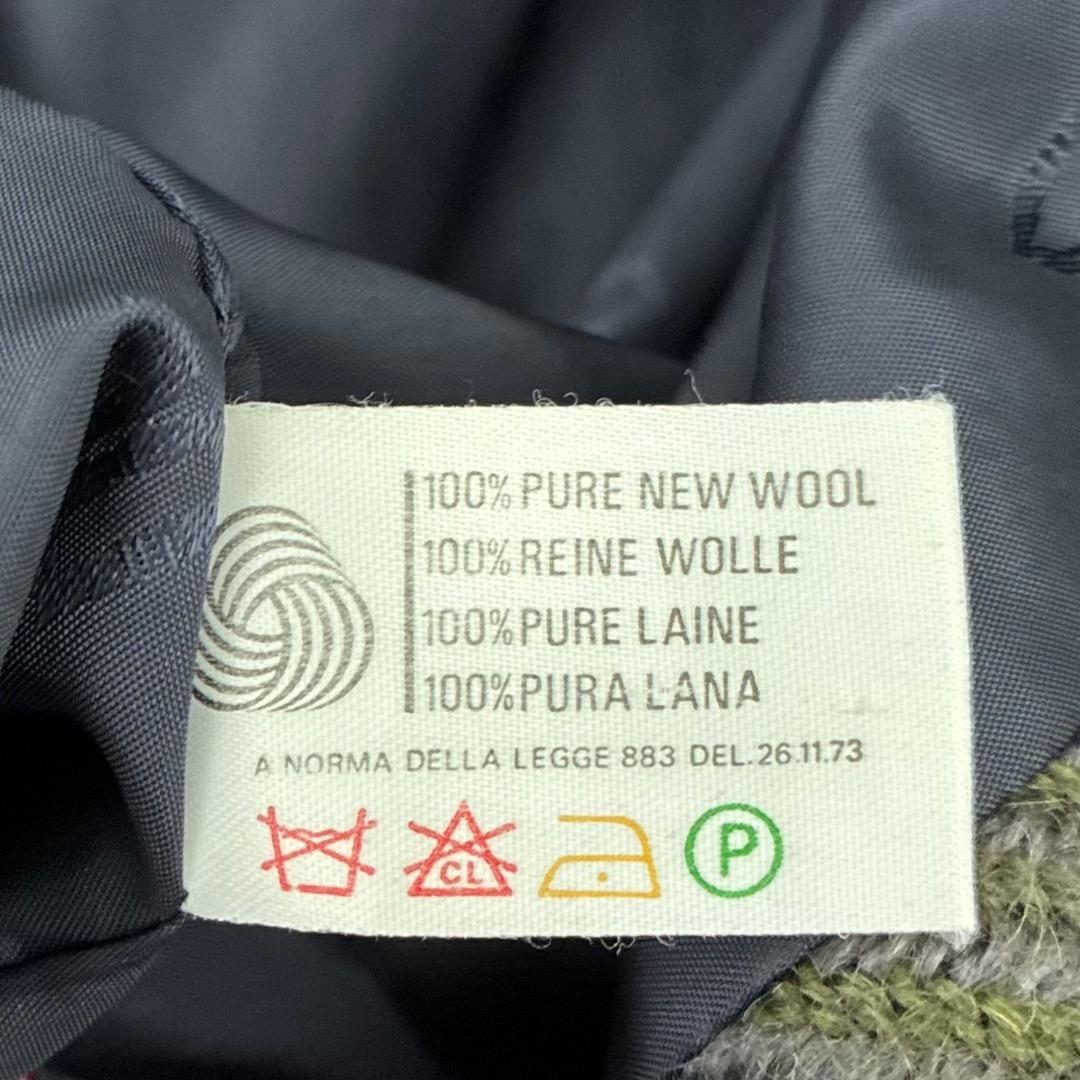 100% PURE NEW WOOL
100% REINE WOLLE
100% PURE LAINE
100% PURA LANA
A NORMA DELLA LEGGE 883 DEL.26.11.73
CL
P